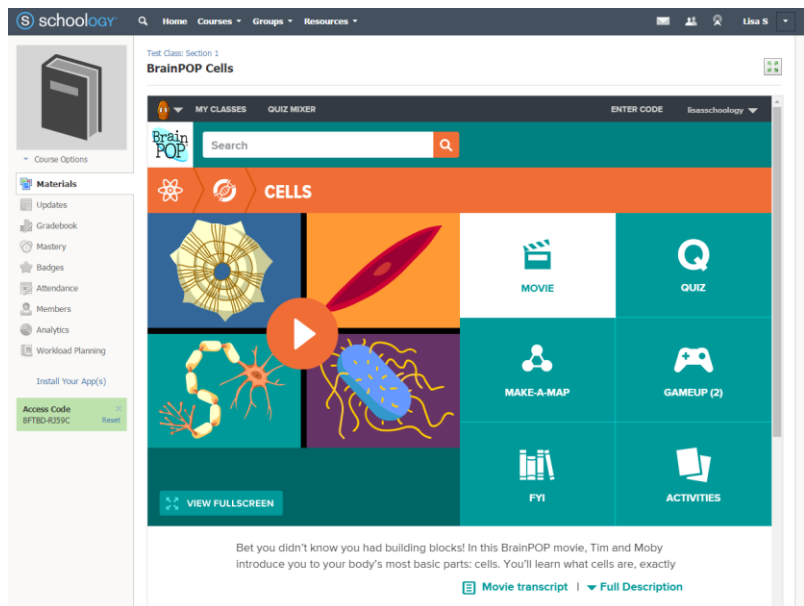 S schoology
Home Courses Groups Resources
Lisa S
Test Class: Section 1
BrainPOP Cells
Course Options
Materials
Updates
Gradebook
Mastery
Badges
Attendance
Members
Analytics
Workload Planning
Install Your App(s)
Access Code
BFTBD-RJ59C Reset
MY CLASSES QUIZ MIXER ENTER CODE lisasschoology
Brain
POP
Search
CELLS
MOVIE
Q
QUIZ
MAKE-A-MAP
GAMEUP (2)
FYI
ACTIVITIES
VIEW FULLSCREEN
Bet you didn't know you had building blocks! In this BrainPOP movie, Tim and Moby
introduce you to your body's most basic parts: cells. You'll learn what cells are, exactly
Movie transcript | Full Description